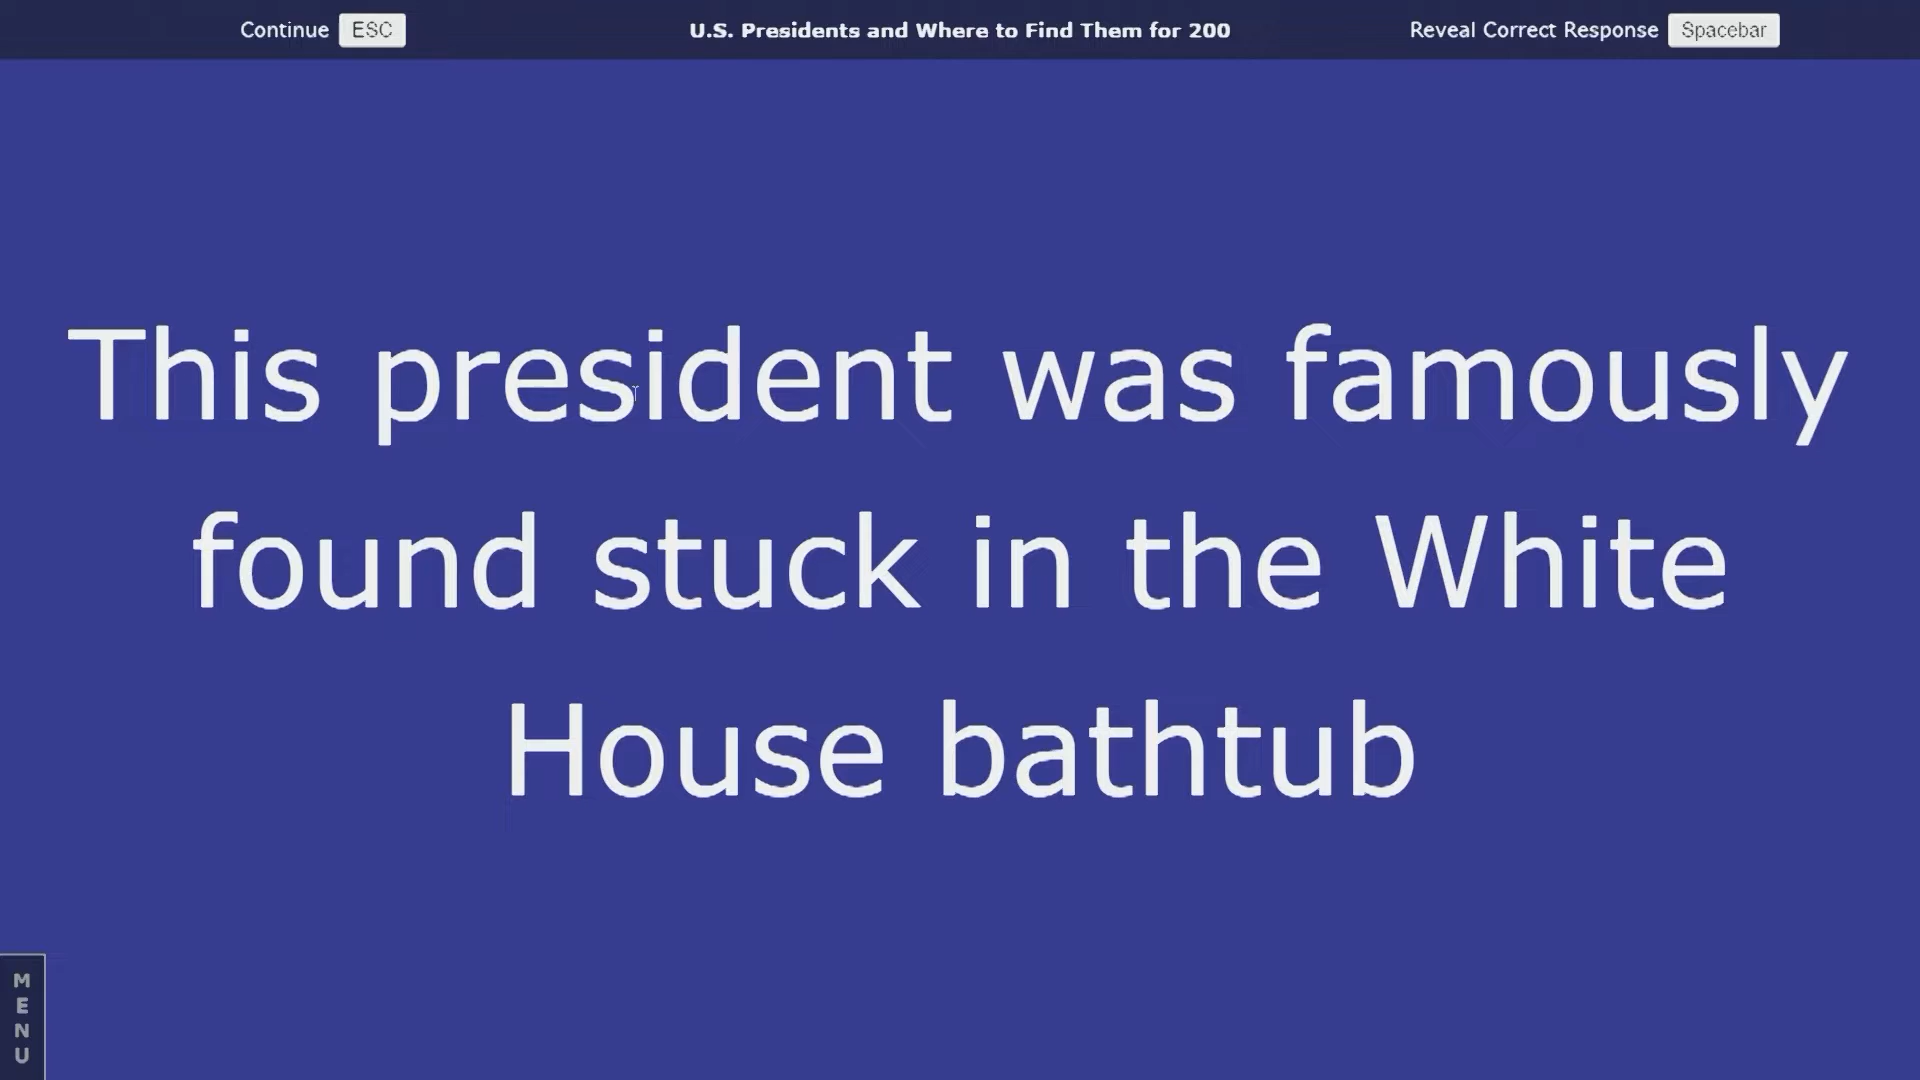 Continue ESC U.S. Presidents and Where to Find Them for 200 Reveal Correct Response Spacebar
This president was famously
found stuck in the White
House bathtub
MENU